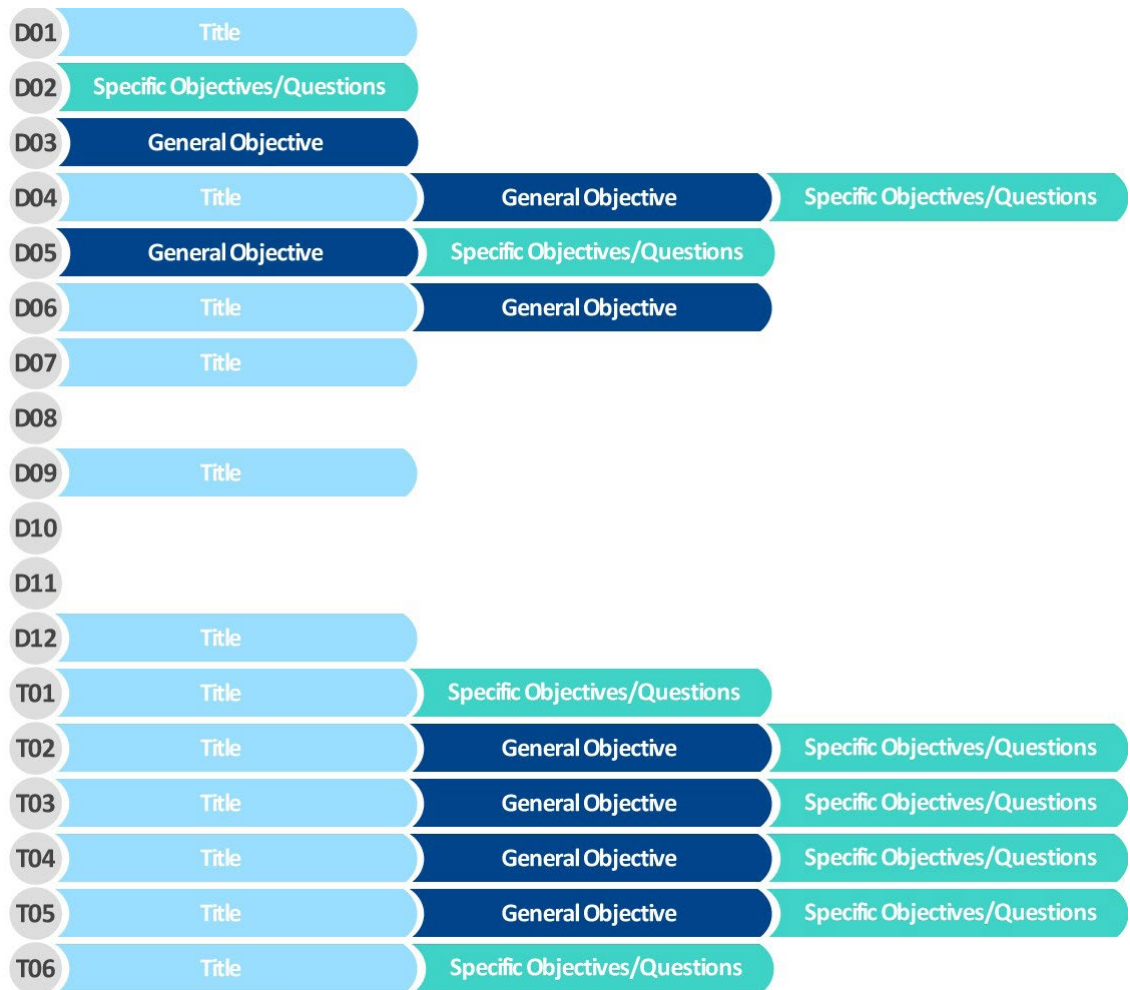 D01 Title
D02 Specific Objectives/Questions
D03 General Objective
D04 Title General Objective Specific Objectives/Questions
D05 General Objective Specific Objectives/Questions
D06 Title General Objective
D07 Title
D08
D09 Title
D10
D11
D12 Title
T01 Title Specific Objectives/Questions
T02 Title General Objective Specific Objectives/Questions
T03 Title General Objective Specific Objectives/Questions
T04 Title General Objective Specific Objectives/Questions
T05 Title General Objective Specific Objectives/Questions
T06 Title Specific Objectives/Questions